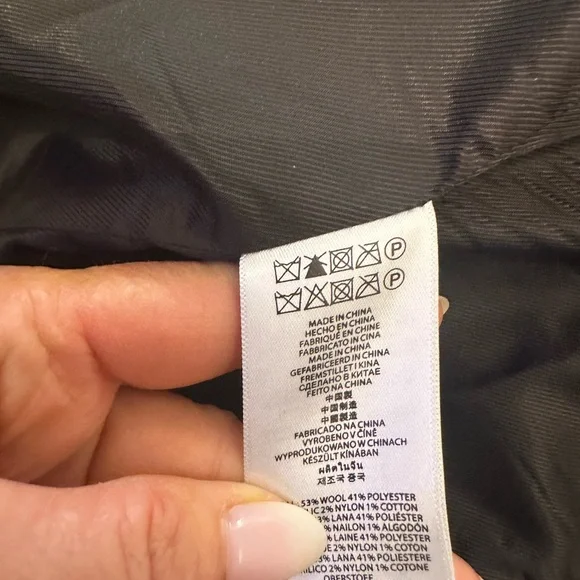 P
P
MADE IN CHINA
HECHO EN CHINA
FABRIQUÉ EN CHINE
FABBRICATO IN CINA
MADE IN CHINA
GEFABRICEERD IN CHINA
FREMSTILLET I KINA
СДЕЛАНО В КИТАЕ
FEITO NA CHINA
中国製
中国制造
中國製造
FABRICADO NA CHINA
VYROBENO V ČÍNĚ
WYPRODUKOWANO W CHINACH
KÉSZÜLT KÍNÁBAN
ผลิตในจีน
제조국 중국
53% WOOL 41% POLYESTER
2% NYLON 1% COTTON
LANA 41% POLIÉSTER
% NAILON 1% ALGODÓN
LAINE 41% POLYESTER
2% NYLON 1% COTON
% LANA 41% POLIESTERE
2% NYLON 1% COTONE
OBERSTOFF